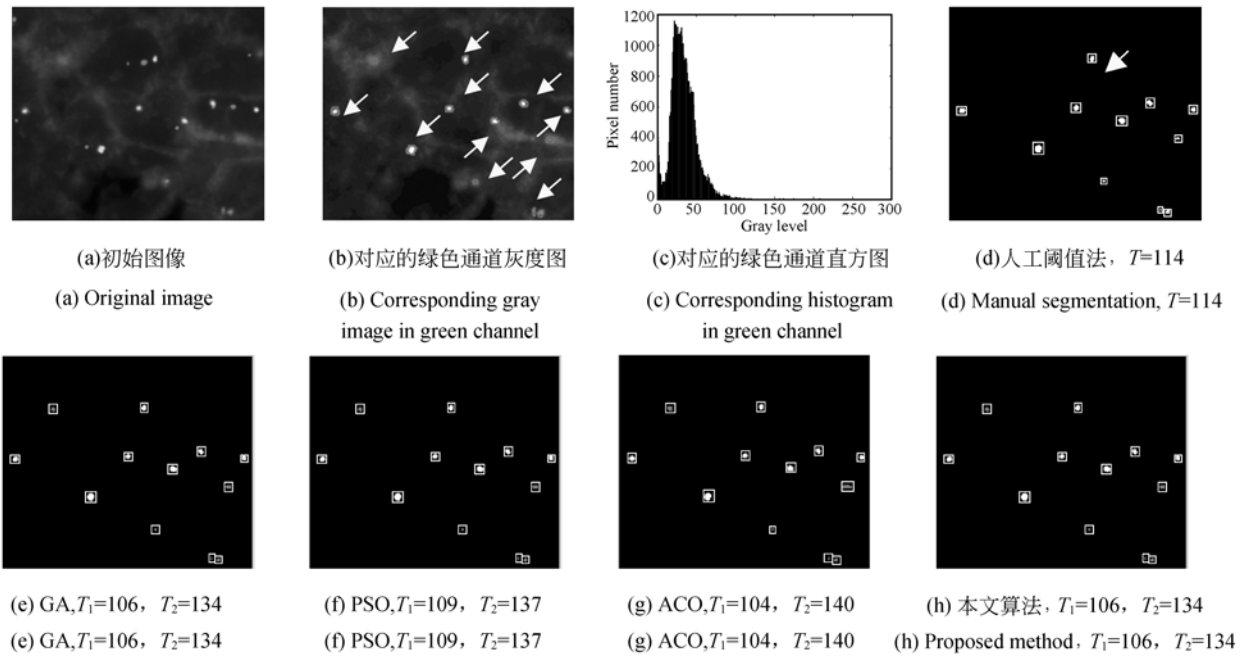 1200
1000
800
600
400
200
0
Pixel number
0 50 100 150 200 250 300
Gray level
(a)初始图像
(b)对应的绿色通道灰度图
(c)对应的绿色通道直方图
(d)人工阈值法，T=114
(a) Original image
(b) Corresponding gray
image in green channel
(c) Corresponding histogram
in green channel
(d) Manual segmentation, T=114
(e) GA,T₁=106，T₂=134
(f) PSO,T₁=109，T₂=137
(g) ACO,T₁=104，T₂=140
(h) 本文算法，T₁=106，T₂=134
(e) GA,T₁=106，T₂=134
(f) PSO,T₁=109，T₂=137
(g) ACO,T₁=104，T₂=140
(h) Proposed method，T₁=106，T₂=134